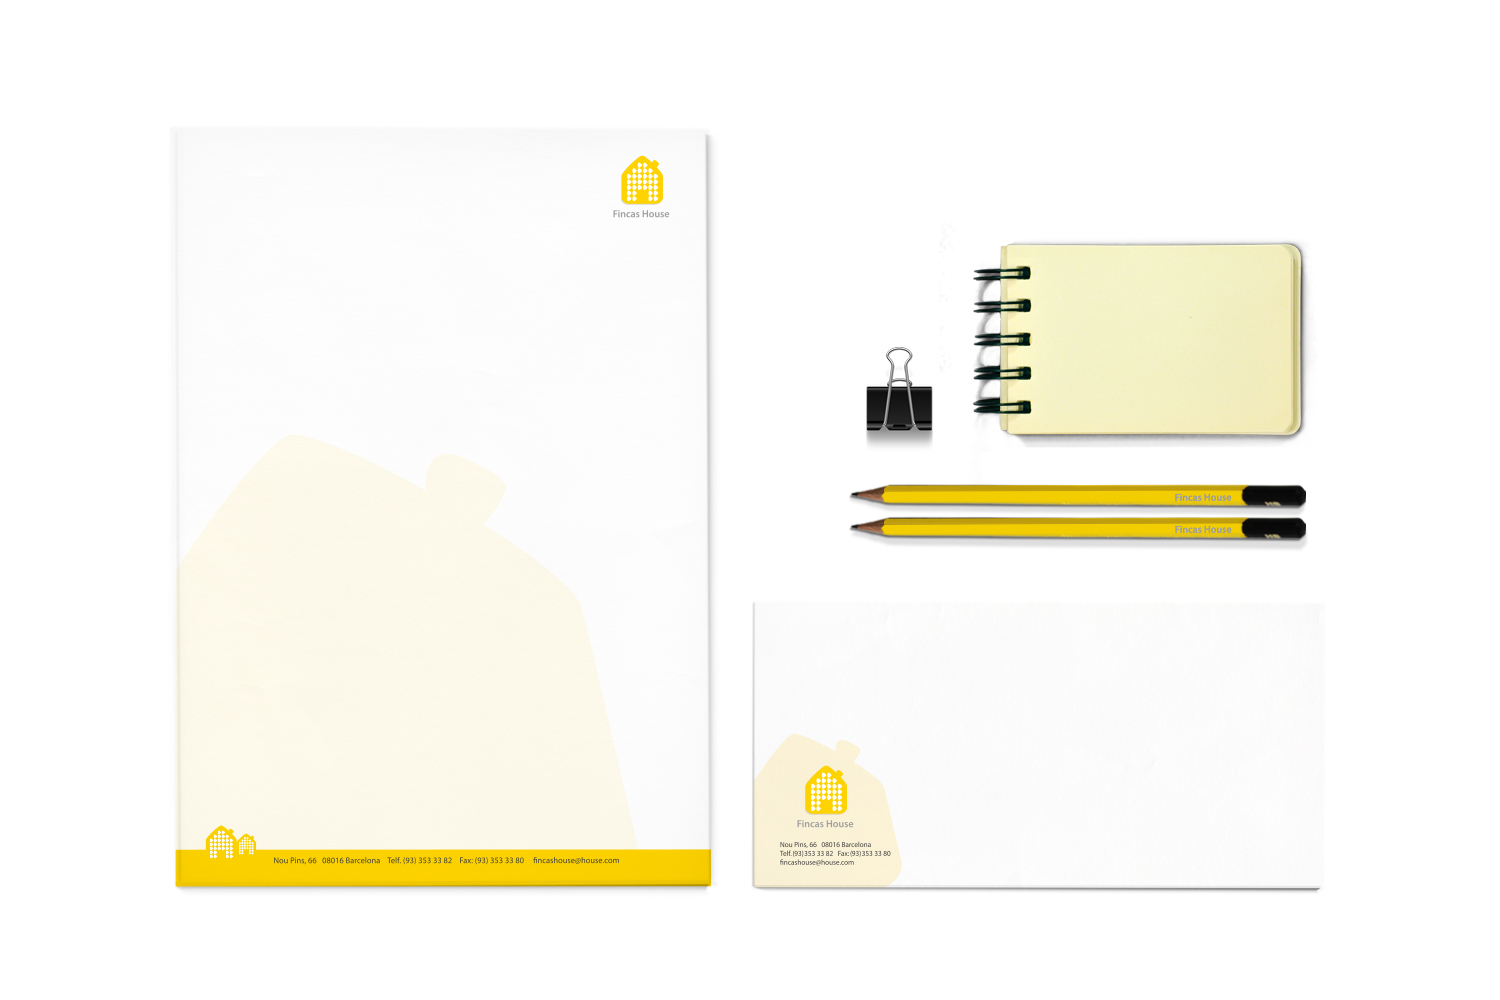 Fincas House
Nou Pins, 66 08016 Barcelona Telf. (93) 353 33 82 Fax: (93) 353 33 80 fincashouse@house.com
Fincas House
Fincas House
Fincas House
Nou Pins, 66 08016 Barcelona
Telf. (93) 353 33 82 Fax: (93) 353 33 80
fincashouse@house.com